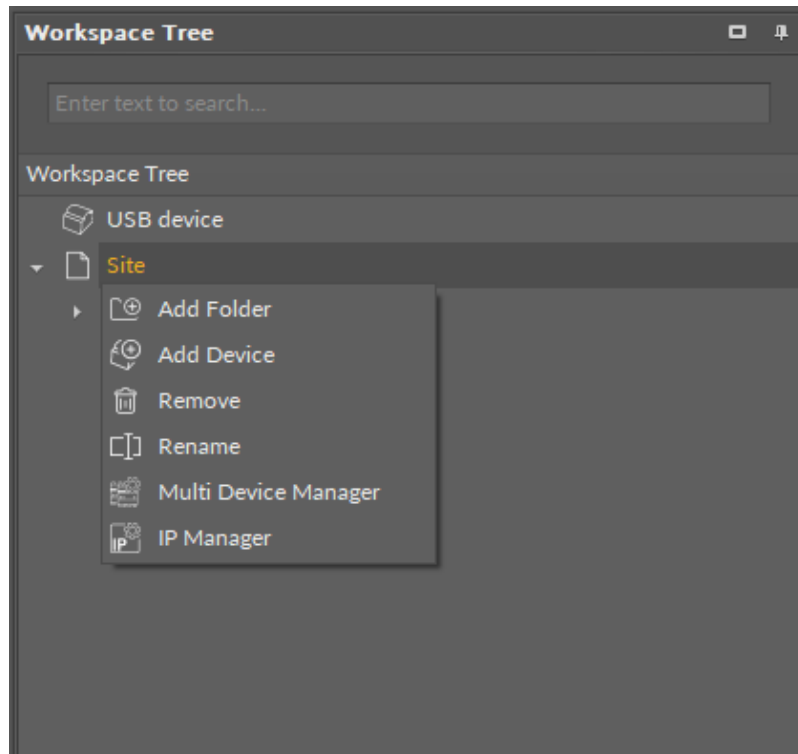 Workspace Tree
Enter text to search...
Workspace Tree
USB device
Site
Add Folder
Add Device
Remove
Rename
Multi Device Manager
IP
IP Manager